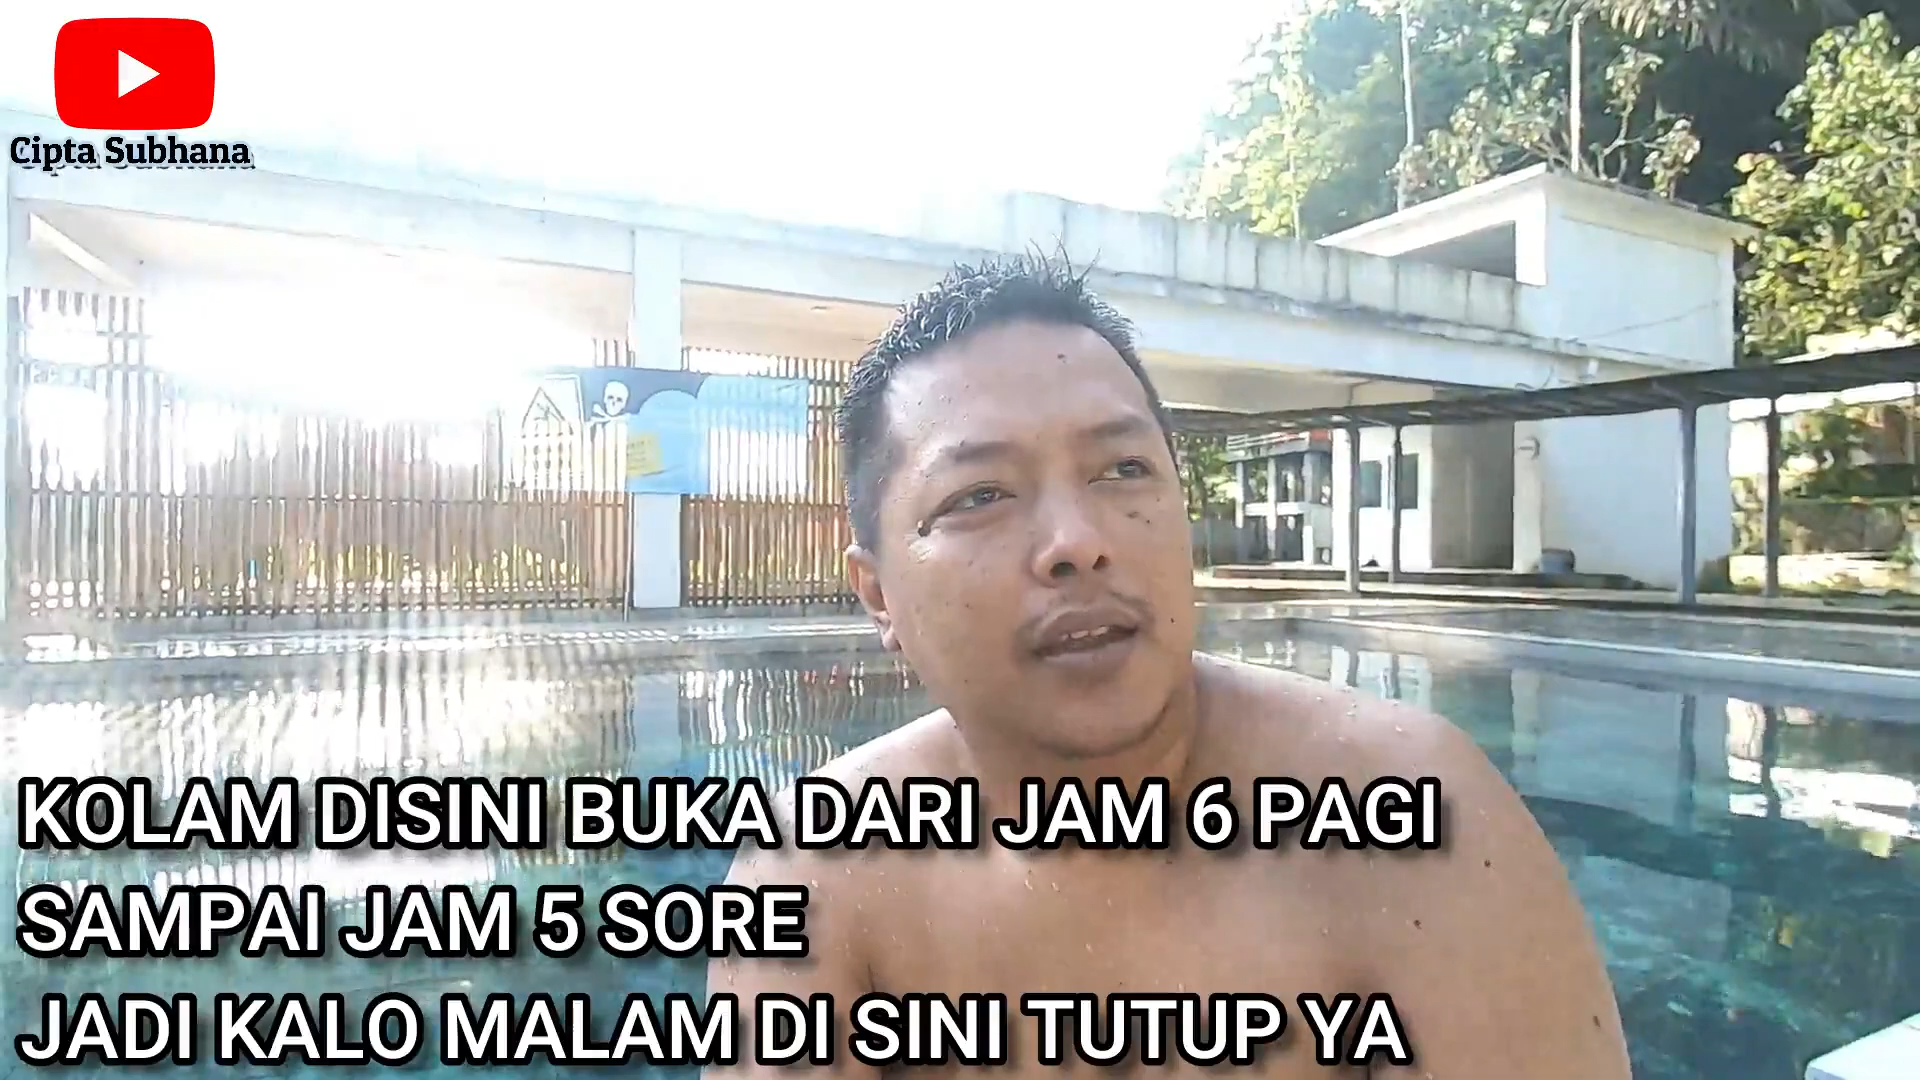 Cipta Subhana
KOLAM DISINI BUKA DARI JAM 6 PAGI
SAMPAI JAM 5 SORE
JADI KALO MALAM DI SINI TUTUP YA